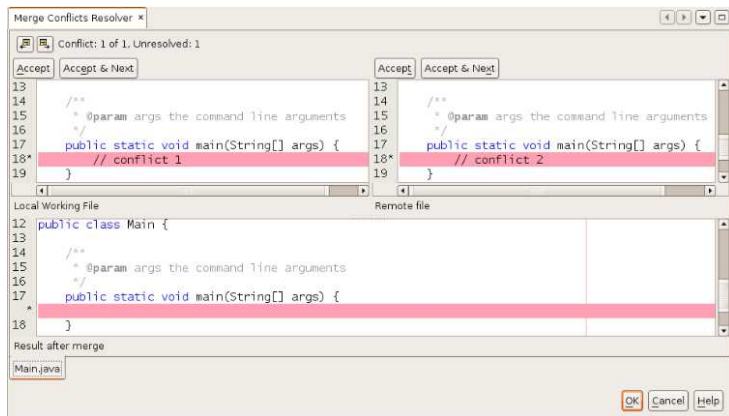 Merge Conflicts Resolver ×
Conflict: 1 of 1, Unresolved: 1
Accept Accept & Next
13
14 /**
15 * @param args the command line arguments
16 */
17 public static void main(String[] args) {
18* // conflict 1
19 }
Local Working File
Accept Accept & Next
13
14 /**
15 * @param args the command line arguments
16 */
17 public static void main(String[] args) {
18* // conflict 2
19 }
Remote file
12 public class Main {
13
14 /**
15 * @param args the command line arguments
16 */
17 public static void main(String[] args) {
*
18 }
Result after merge
Main.java
OK Cancel Help